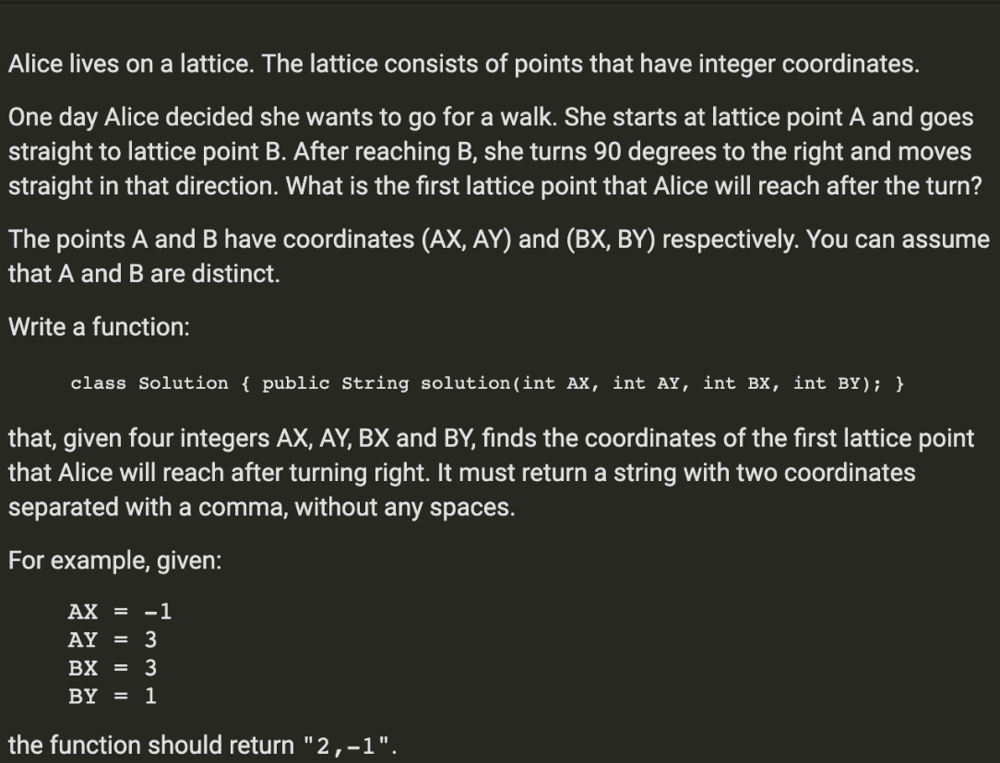 Alice lives on a lattice. The lattice consists of points that have integer coordinates.
One day Alice decided she wants to go for a walk. She starts at lattice point A and goes
straight to lattice point B. After reaching B, she turns 90 degrees to the right and moves
straight in that direction. What is the first lattice point that Alice will reach after the turn?
The points A and B have coordinates (AX, AY) and (BX, BY) respectively. You can assume
that A and B are distinct.
Write a function:
class Solution { public String solution(int AX, int AY, int BX, int BY); }
that, given four integers AX, AY, BX and BY, finds the coordinates of the first lattice point
that Alice will reach after turning right. It must return a string with two coordinates
separated with a comma, without any spaces.
For example, given:
AX = -1
AY = 3
BX = 3
BY = 1
the function should return "2,-1".